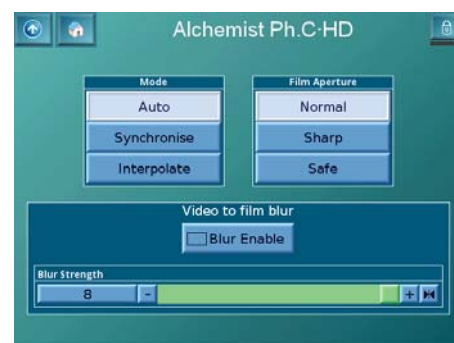 Alchemist Ph.C·HD
Mode
Auto
Synchronise
Interpolate
Film Aperture
Normal
Sharp
Safe
Video to film blur
Blur Enable
Blur Strength
8 - +